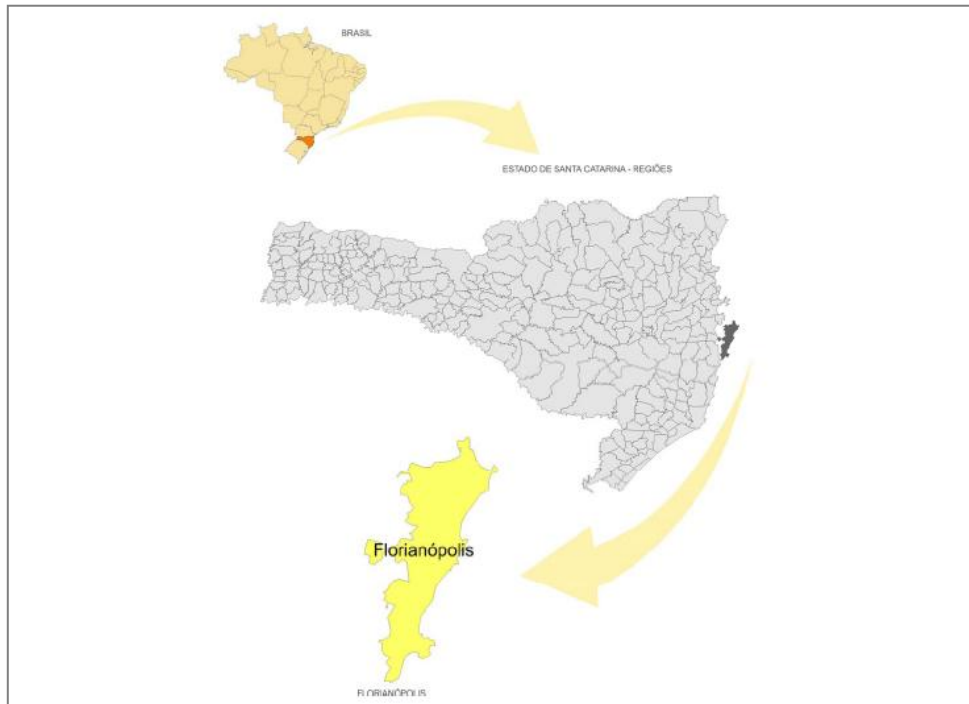 BRASIL
ESTADO DE SANTA CATARINA - REGIÕES
Florianópolis
FLORIANÓPOLIS